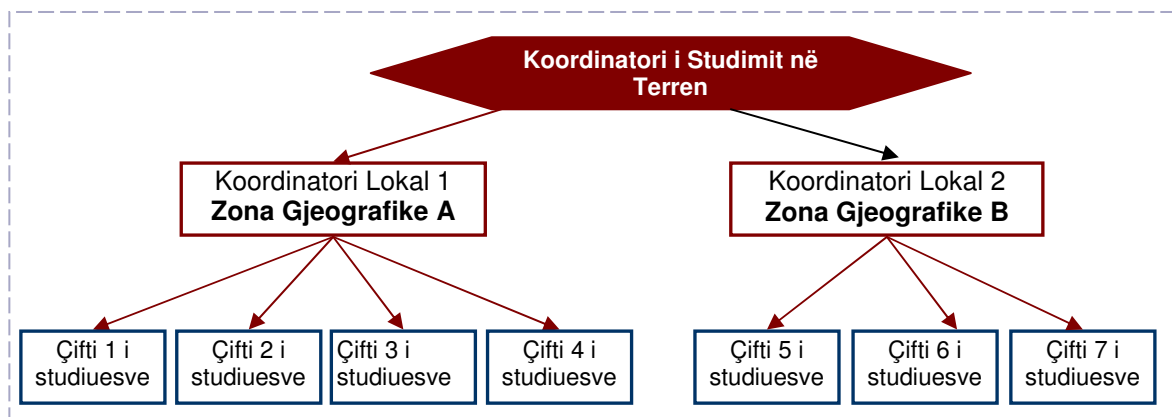 Koordinatori i Studimit në
Terren
Koordinatori Lokal 1
Zona Gjeografike A
Koordinatori Lokal 2
Zona Gjeografike B
Çifti 1 i
studiuesve
Çifti 2 i
studiuesve
Çifti 3 i
studiuesve
Çifti 4 i
studiuesve
Çifti 5 i
studiuesve
Çifti 6 i
studiuesve
Çifti 7 i
studiuesve